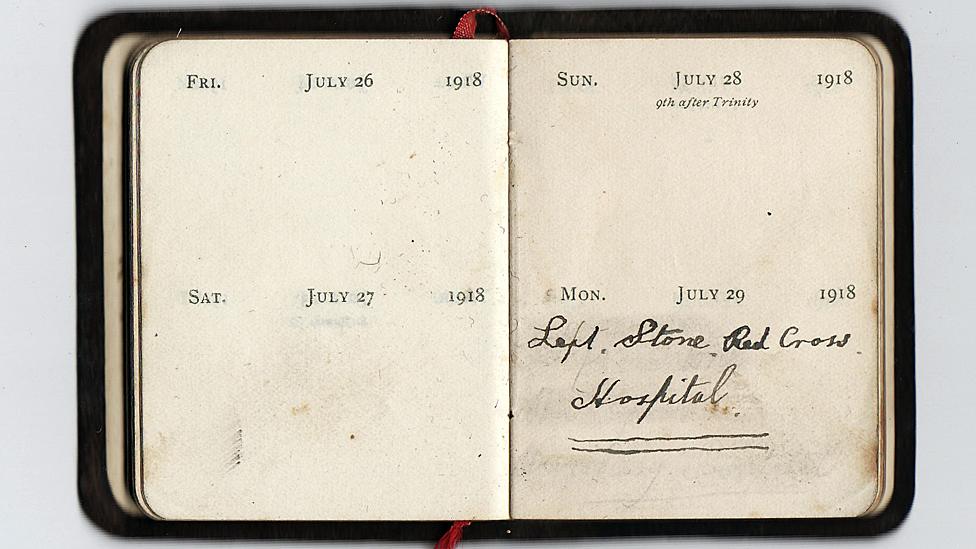 FRI. JULY 26 1918
SAT. JULY 27 1918
SUN. JULY 28 1918
9th after Trinity
MON. JULY 29 1918
Left. Stone Red Cross.
Hospital.